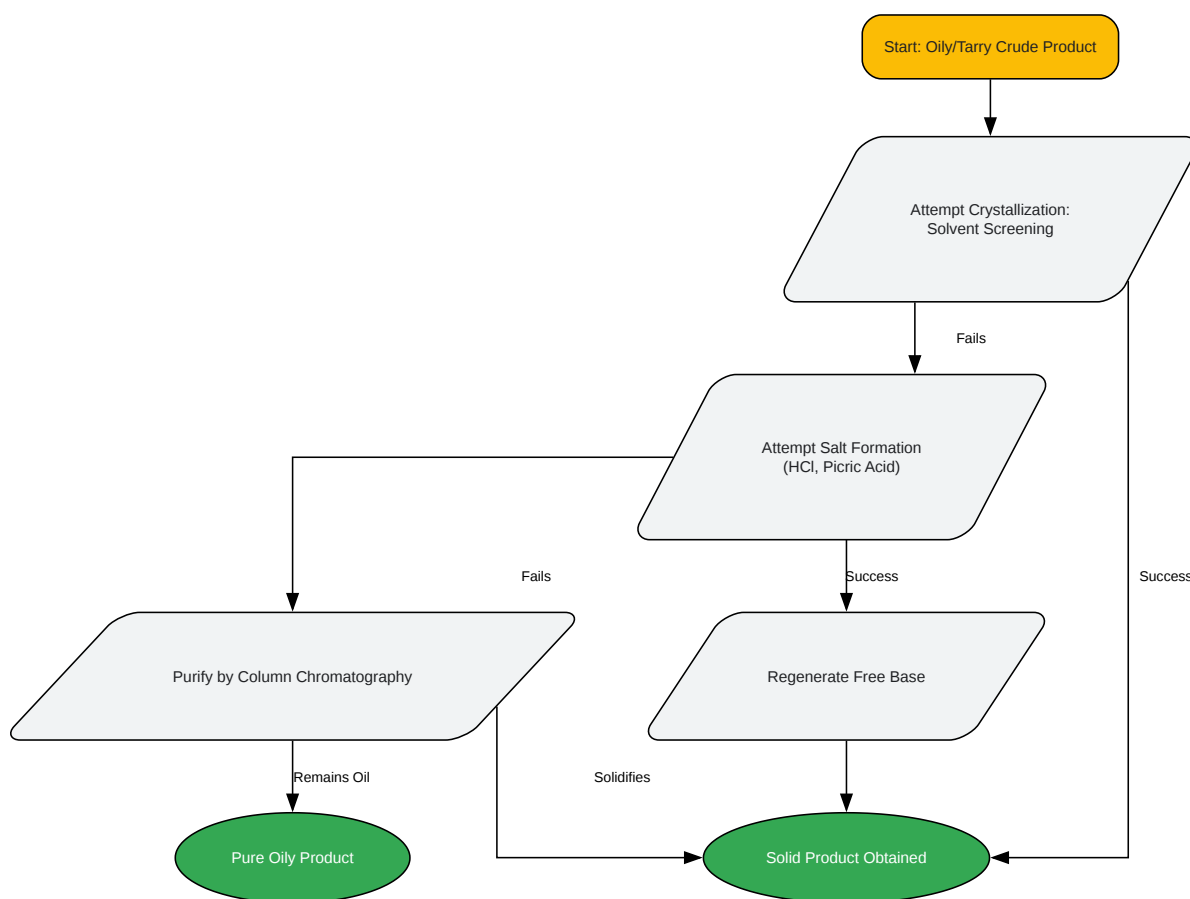 Start: Oily/Tarry Crude Product
Attempt Crystallization:
Solvent Screening
Fails
Attempt Salt Formation
(HCl, Picric Acid)
Fails
Success
Success
Purify by Column Chromatography
Regenerate Free Base
Remains Oil
Solidifies
Pure Oily Product
Solid Product Obtained